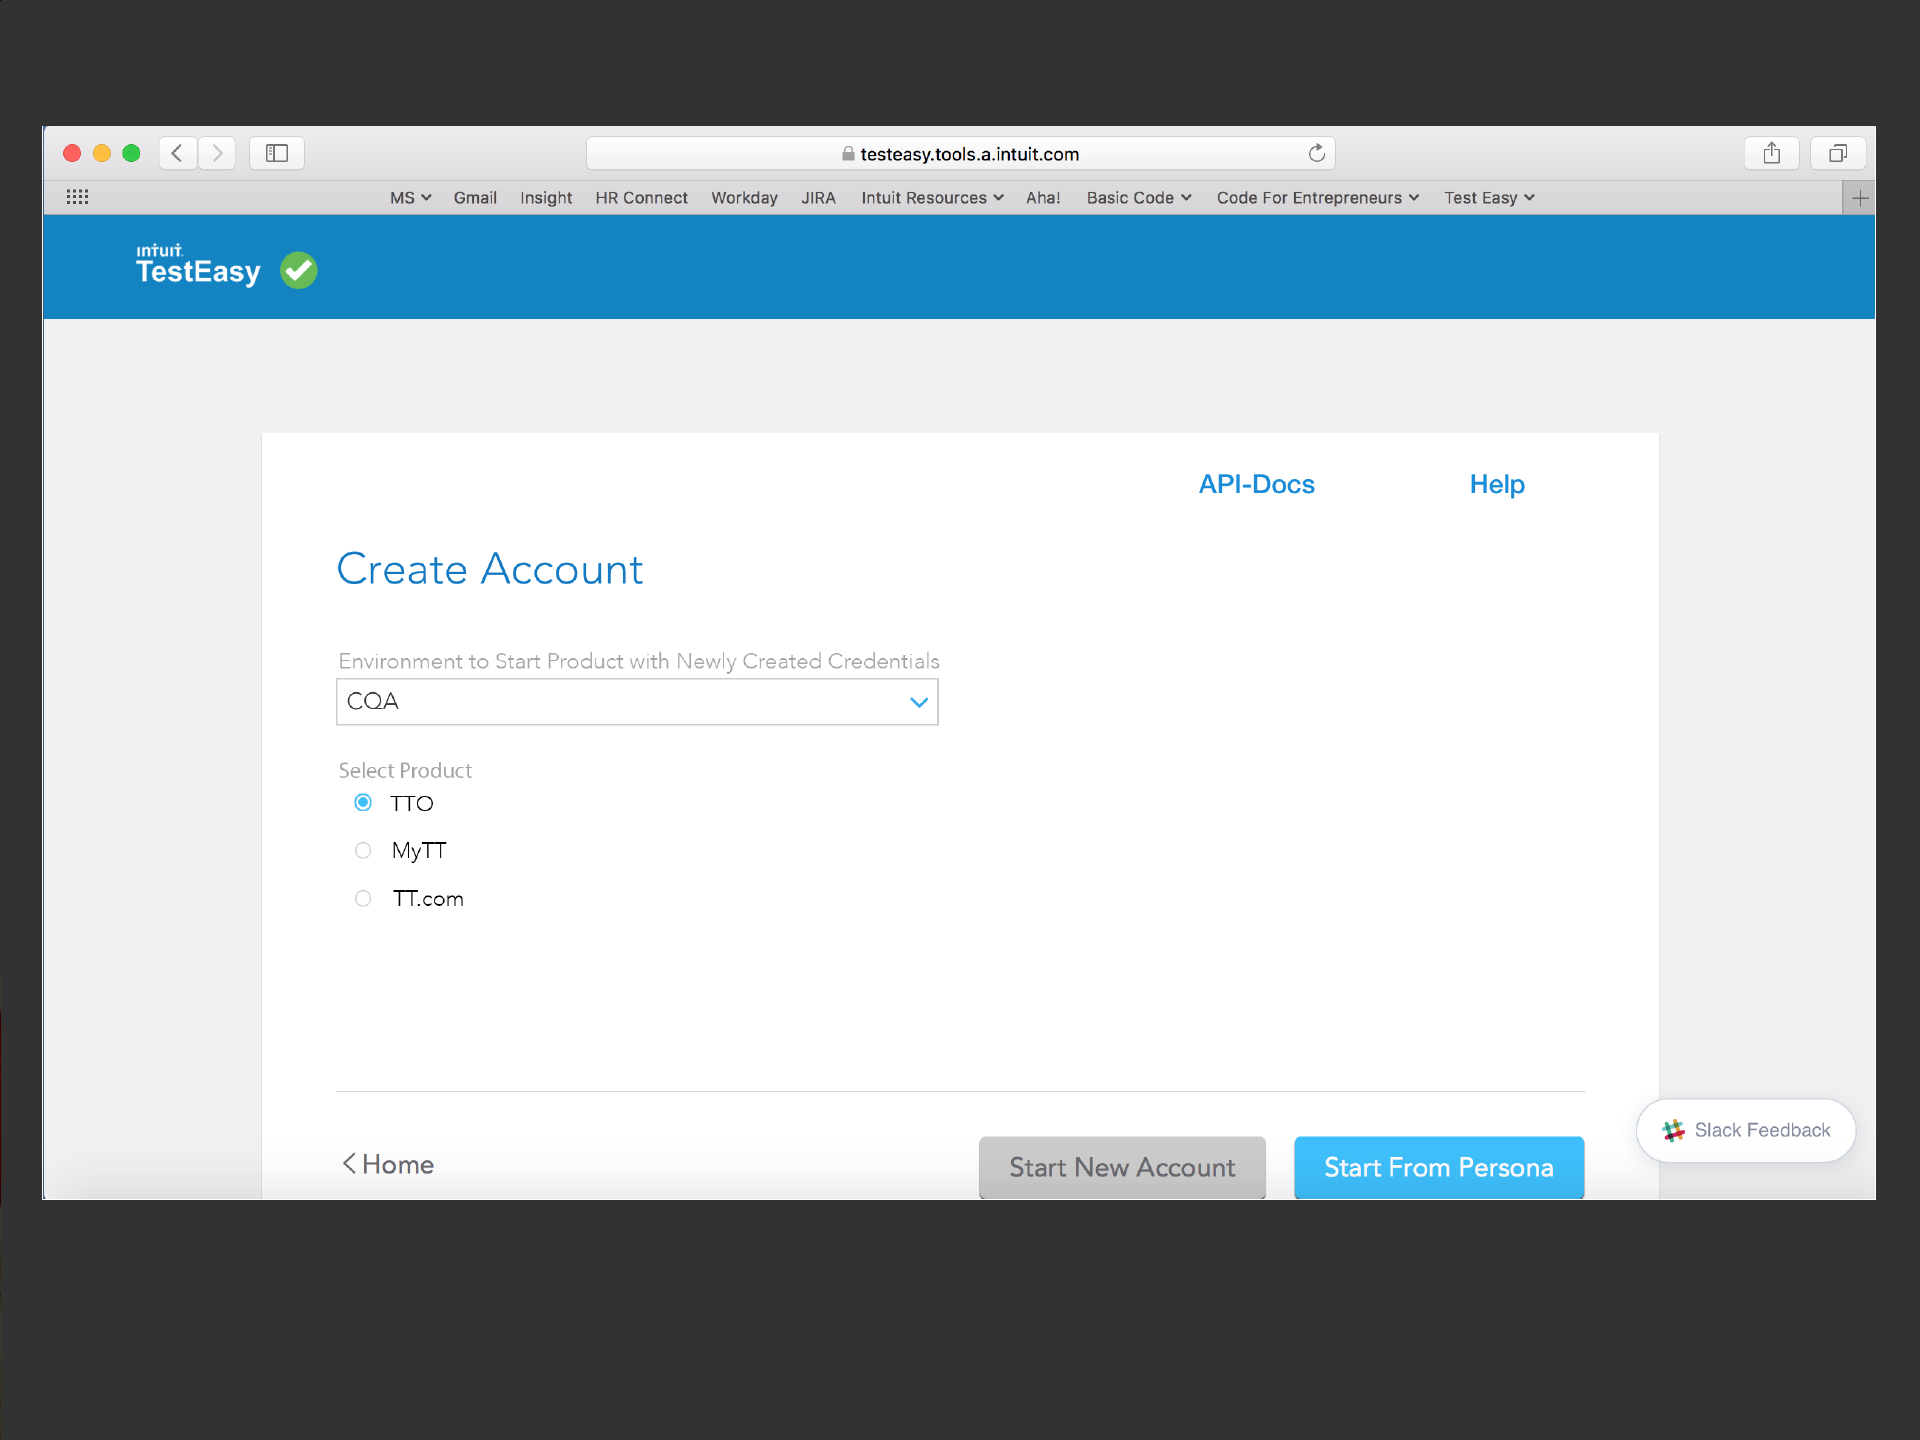 testeasy.tools.a.intuit.com
MS Gmail Insight HR Connect Workday JIRA Intuit Resources Aha! Basic Code Code For Entrepreneurs Test Easy
intuit.
TestEasy
API-Docs Help
Create Account
Environment to Start Product with Newly Created Credentials
CQA
Select Product
TTO
MyTT
TT.com
Slack Feedback
Home Start New Account Start From Persona